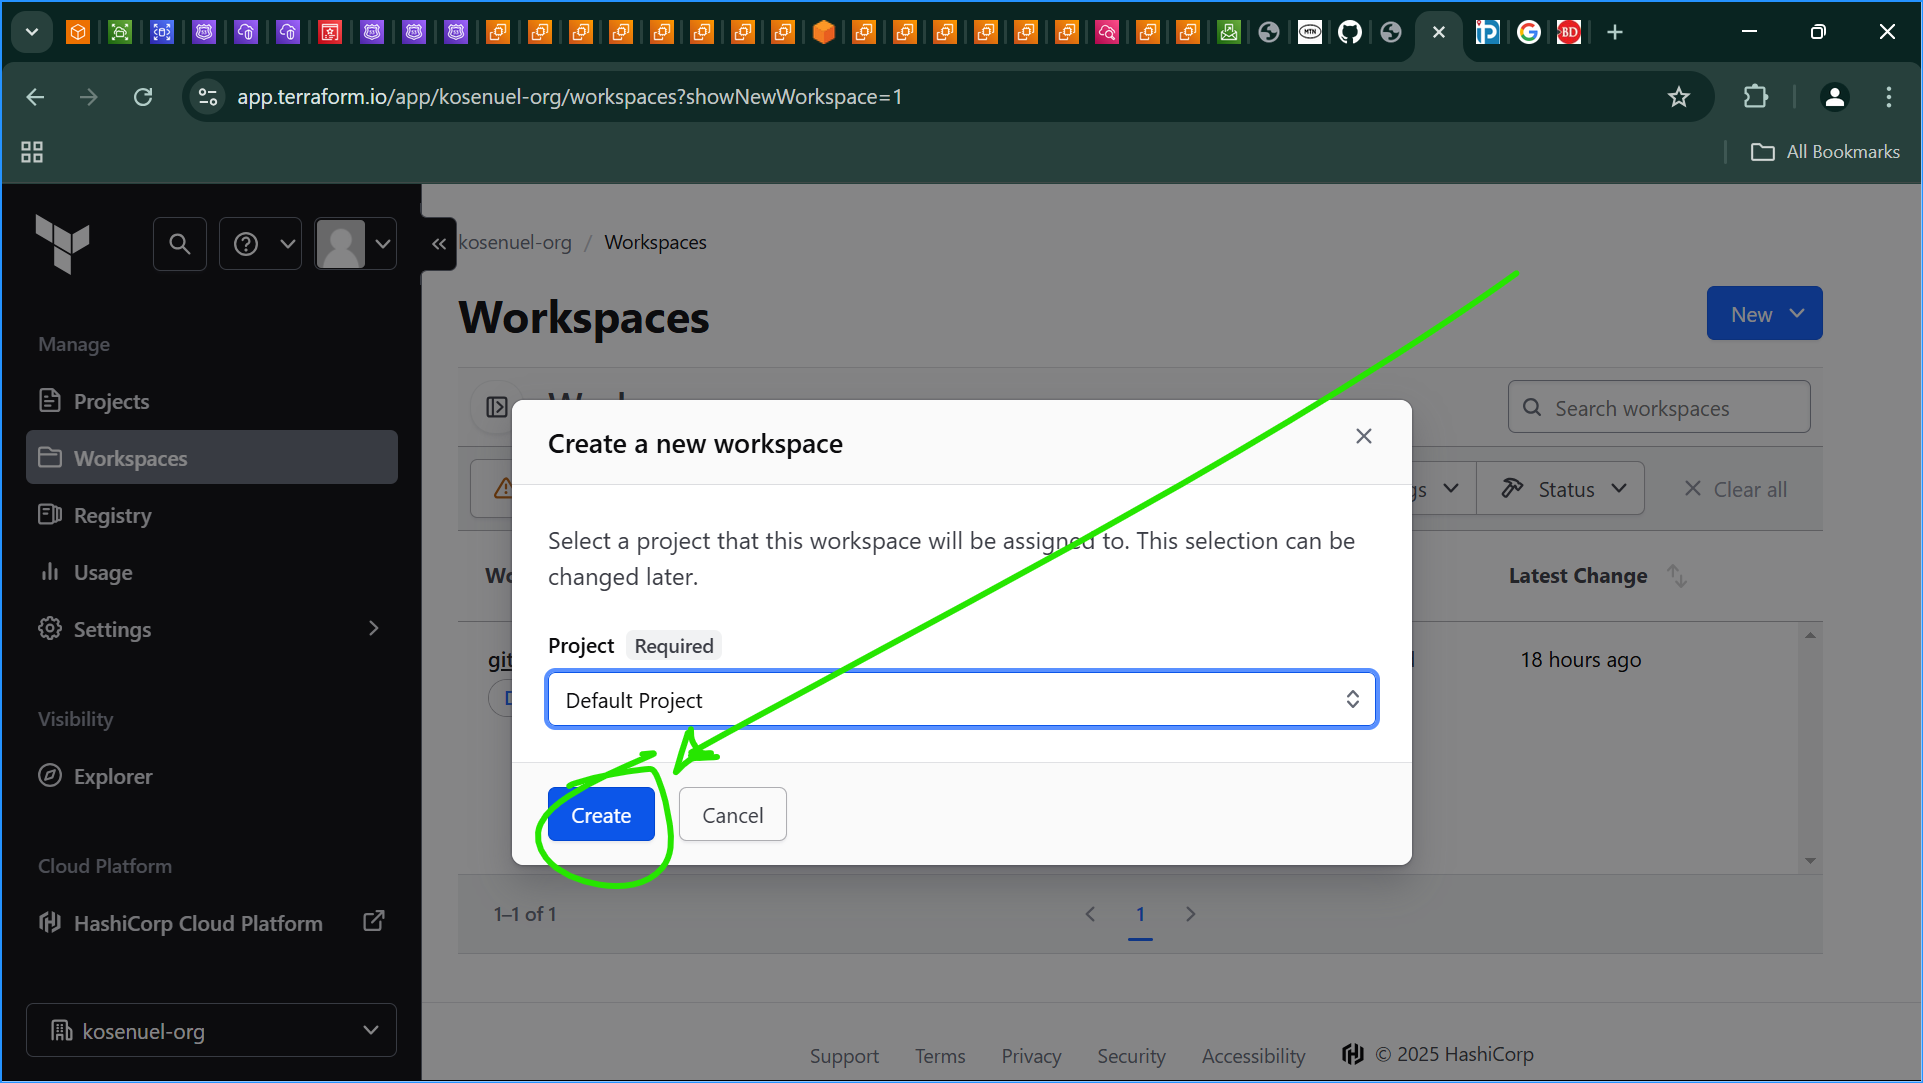 app.terraform.io/app/kosenuel-org/workspaces?showNewWorkspace=1
All Bookmarks
kosenuel-org / Workspaces
Workspaces
New
Manage
Projects
Workspaces
Registry
Usage
Settings
Visibility
Explorer
Cloud Platform
HashiCorp Cloud Platform
kosenuel-org
Search workspaces
Status
Clear all
Latest Change
18 hours ago
Create a new workspace
Select a project that this workspace will be assigned to. This selection can be
changed later.
Project Required
Default Project
Create
Cancel
1–1 of 1
1
Support Terms Privacy Security Accessibility © 2025 HashiCorp